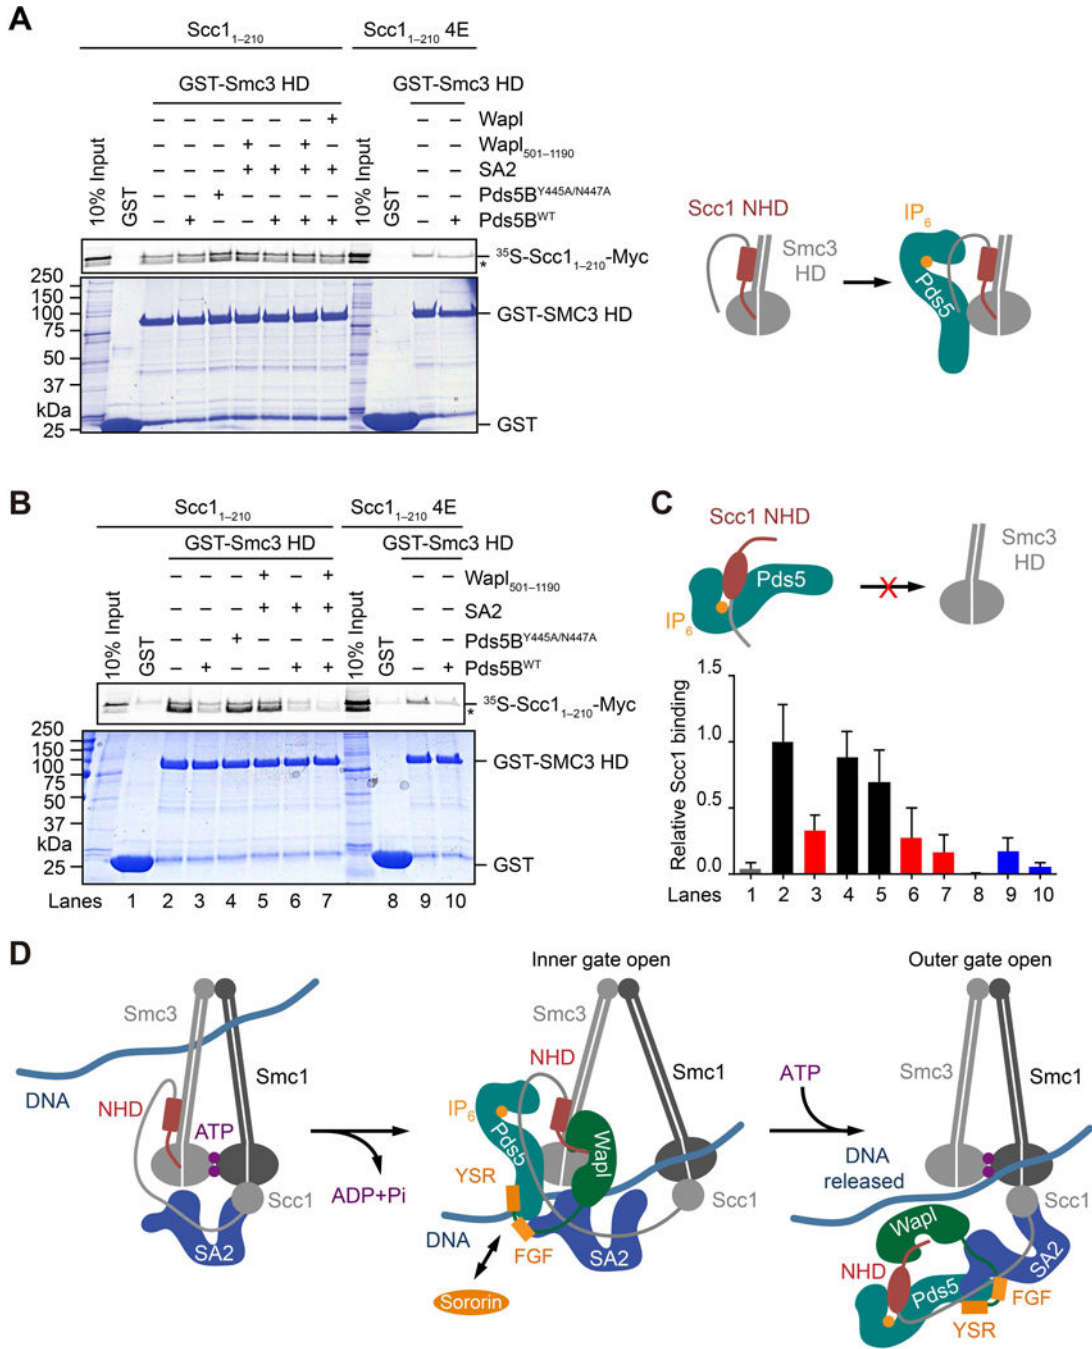 A
Scc1₁₋₂₁₀ Scc1₁₋₂₁₀ 4E
GST-Smc3 HD GST-Smc3 HD
– – – – – – – + – – Wapl
– – – + – + – – – Wapl₅₀₁₋₁₁₉₀
– – – + + + + – – SA2
– – + – – – – – – Pds5B^Y445A/N447A
– + – – + + + – + Pds5B^WT
10% Input
GST
10% Input
GST
³⁵S-Scc1₁₋₂₁₀-Myc
*
250
150
100 GST-SMC3 HD
75
50
37
kDa
25 GST
Scc1 NHD
Smc3
HD
IP₆
Pds5
B
Scc1₁₋₂₁₀ Scc1₁₋₂₁₀ 4E
GST-Smc3 HD GST-Smc3 HD
– – – + – + – – Wapl₅₀₁₋₁₁₉₀
– – – + + + – – SA2
– – + – – – – – Pds5B^Y445A/N447A
– + – – + + – + Pds5B^WT
10% Input
GST
10% Input
GST
³⁵S-Scc1₁₋₂₁₀-Myc
*
250
150
100 GST-SMC3 HD
75
50
37
kDa
25 GST
Lanes 1 2 3 4 5 6 7 8 9 10
C
Scc1 NHD
Pds5
IP₆
X
Smc3
HD
Relative Scc1 binding
1.5
1.0
0.5
0.0
Lanes 1 2 3 4 5 6 7 8 9 10
D
Smc3
Smc1
DNA
NHD
ATP
Scc1
SA2
ADP+Pi
Inner gate open
Smc3
NHD
Smc1
IP₆
Pds5
Wapl
YSR
DNA
FGF
SA2
Scc1
Sororin
ATP
Outer gate open
Smc3
Smc1
DNA
released
Scc1
Wapl
SA2
NHD
Pds5
FGF
YSR